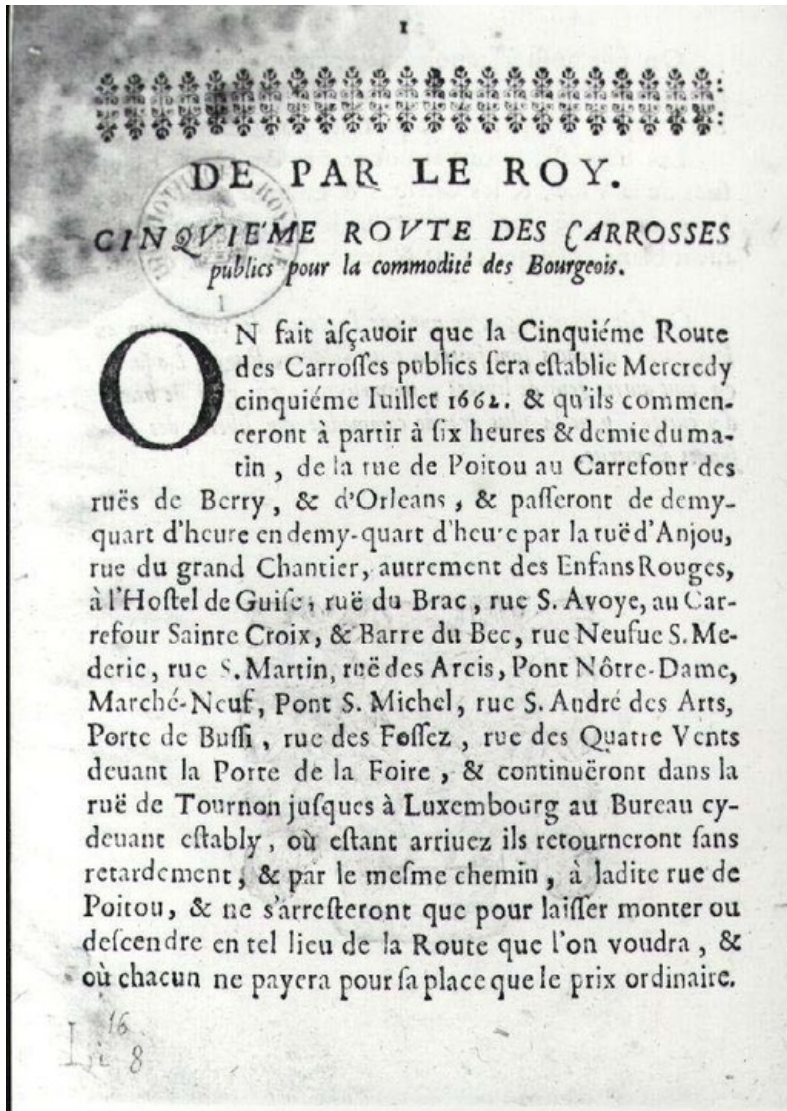 1
DE PAR LE ROY.
CINQVIE'ME ROVTE DES CARROSSES
publics pour la commodité des Bourgeois.
ON fait àſçauoir que la Cinquiéme Route
des Carroſſes publics ſera eſtablie Mercredy
cinquiéme Iuillet 1662. & qu'ils commen-
ceront à partir à ſix heures & demie du ma-
tin, de la rue de Poitou au Carrefour des
ruës de Berry, & d'Orleans, & paſſeront de demy-
quart d'heure en demy-quart d'heure par la ruë d'Anjou,
rue du grand Chantier, autrement des Enfans Rouges,
à l'Hoſtel de Guiſe, ruë du Brac, rue S. Avoye, au Car-
refour Sainte Croix, & Barre du Bec, rue Neufue S. Me-
deric, rue S. Martin, ruë des Arcis, Pont Nôtre-Dame,
Marché-Neuf, Pont S. Michel, rue S. André des Arts,
Porte de Buſſi, rue des Foſſez, rue des Quatre Vents
deuant la Porte de la Foire, & continuëront dans la
ruë de Tournon juſques à Luxembourg au Bureau cy-
deuant eſtably, où eſtant arriuez ils retourneront ſans
retardement, & par le meſme chemin, à ladite rue de
Poitou, & ne s'arreſteront que pour laiſſer monter ou
deſcendre en tel lieu de la Route que l'on voudra, &
où chacun ne payera pour ſa place que le prix ordinaire.
16
8